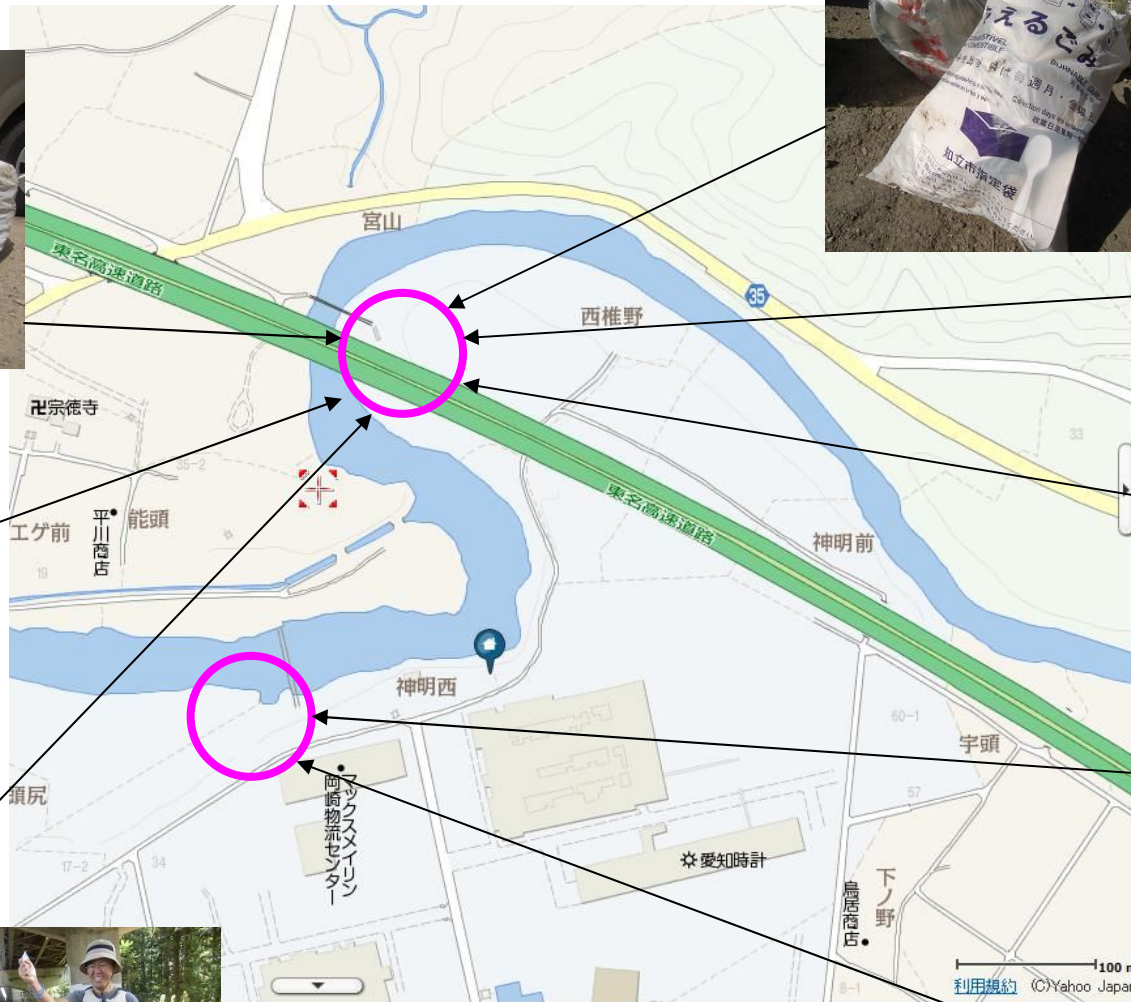 えるごみ
COMBUSTIVEL
COMBUSTIBLE
BURNABLE
知立市指定袋
宮山
東名高速道路
35
西椎野
卍宗徳寺
33
35-2
東名高速道路
エゲ前
平川商店
能頭
神明前
19
神明西
60-1
宇頭
頭尻
マックスメイリン
岡崎物流センター
57
17-2
34
愛知時計
下ノ野
鳥居商店
100 m
利用規約 (C)Yahoo Japan
8-1